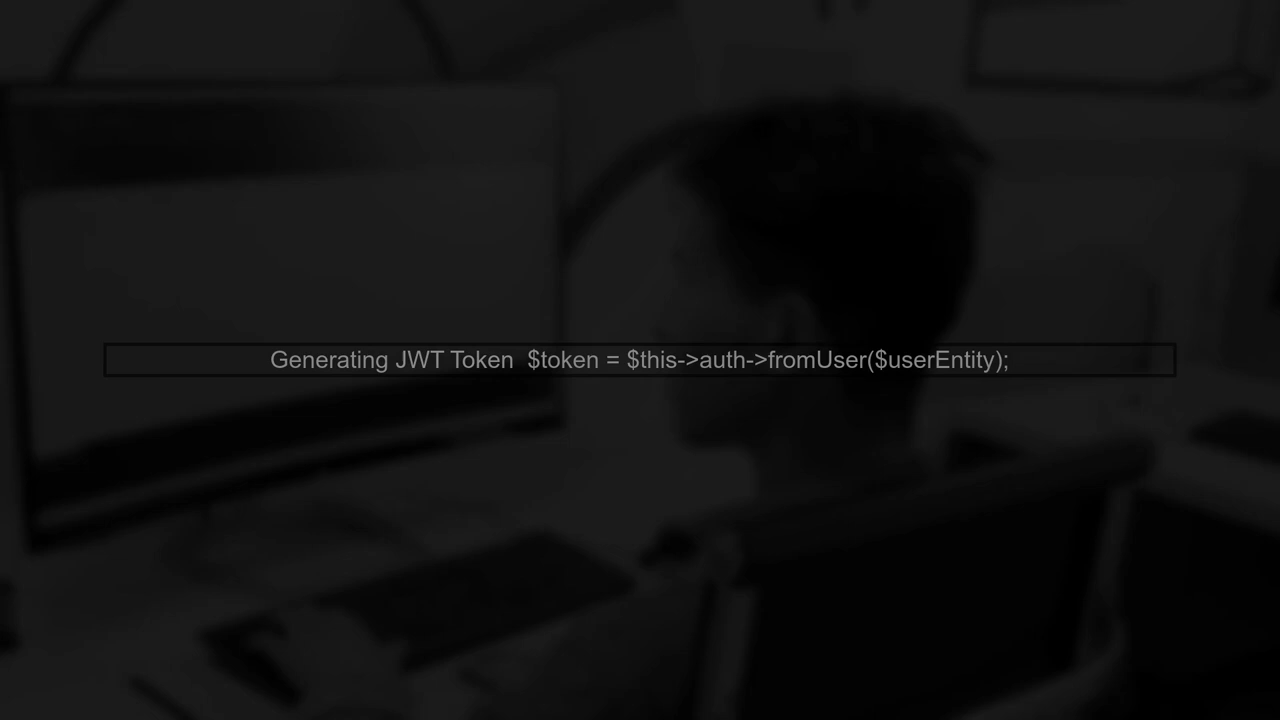 Generating JWT Token  $token = $this->auth->fromUser($userEntity);